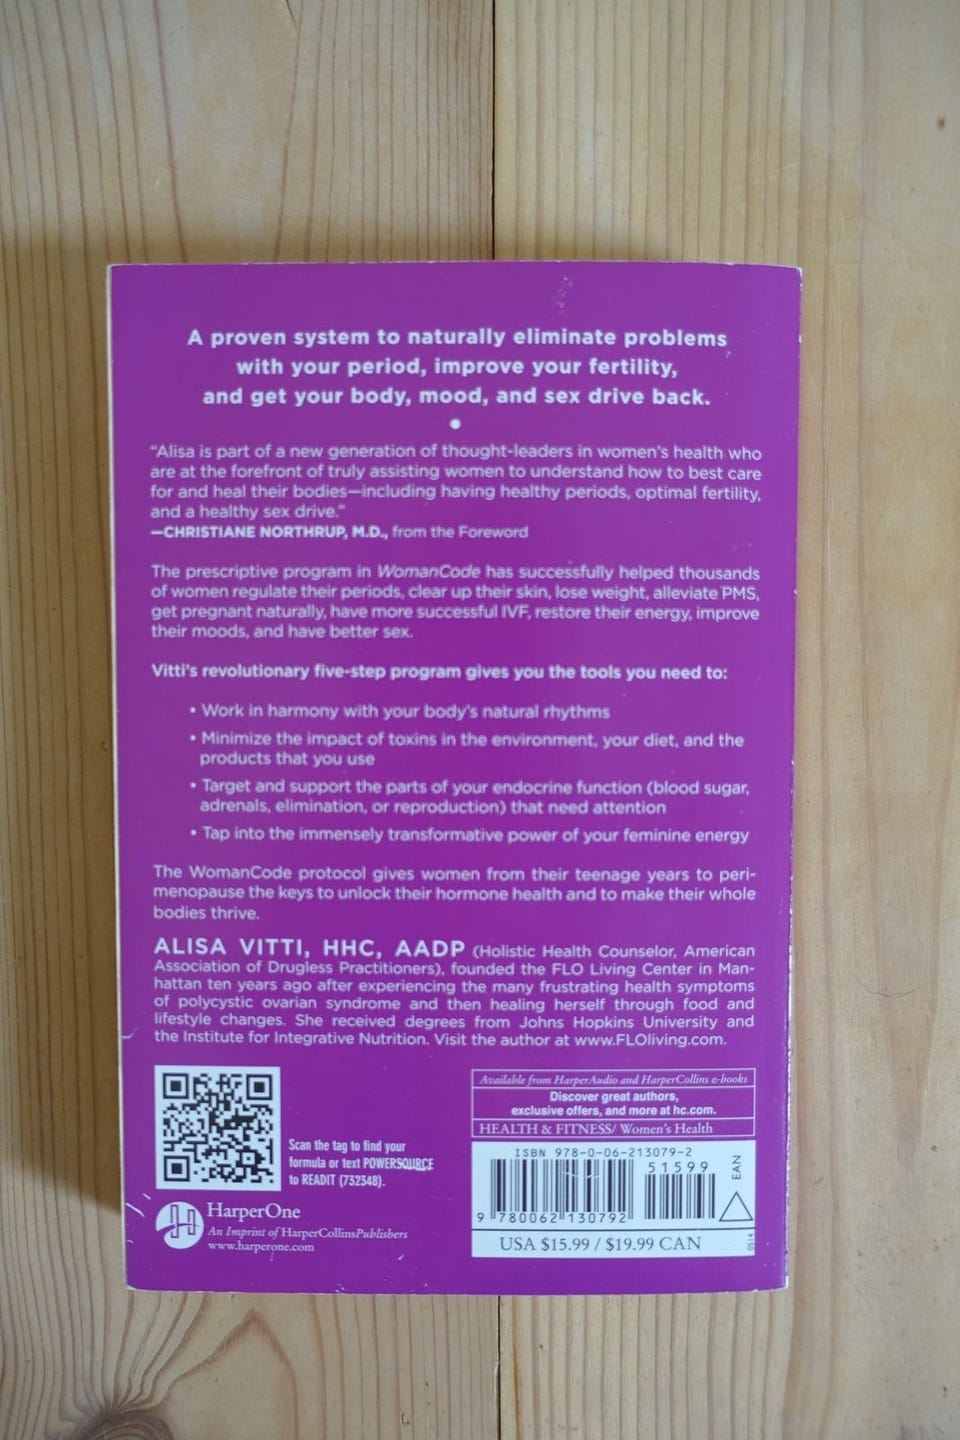 A proven system to naturally eliminate problems
with your period, improve your fertility,
and get your body, mood, and sex drive back.
"Alisa is part of a new generation of thought-leaders in women's health who
are at the forefront of truly assisting women to understand how to best care
for and heal their bodies—including having healthy periods, optimal fertility,
and a healthy sex drive."
—CHRISTIANE NORTHRUP, M.D., from the Foreword
The prescriptive program in WomanCode has successfully helped thousands
of women regulate their periods, clear up their skin, lose weight, alleviate PMS,
get pregnant naturally, have more successful IVF, restore their energy, improve
their moods, and have better sex.
Vitti's revolutionary five-step program gives you the tools you need to:
• Work in harmony with your body's natural rhythms
• Minimize the impact of toxins in the environment, your diet, and the
products that you use
• Target and support the parts of your endocrine function (blood sugar,
adrenals, elimination, or reproduction) that need attention
• Tap into the immensely transformative power of your feminine energy
The WomanCode protocol gives women from their teenage years to peri-
menopause the keys to unlock their hormone health and to make their whole
bodies thrive.
ALISA VITTI, HHC, AADP (Holistic Health Counselor, American
Association of Drugless Practitioners), founded the FLO Living Center in Man-
hattan ten years ago after experiencing the many frustrating health symptoms
of polycystic ovarian syndrome and then healing herself through food and
lifestyle changes. She received degrees from Johns Hopkins University and
the Institute for Integrative Nutrition. Visit the author at www.FLOliving.com.
Scan the tag to find your
formula or text POWERSOURCE
to READIT (732348).
HarperOne
An Imprint of HarperCollinsPublishers
www.harperone.com
Available from HarperAudio and HarperCollins e-books
Discover great authors,
exclusive offers, and more at hc.com.
HEALTH & FITNESS/ Women's Health
ISBN 978-0-06-213079-2
51599
EAN
9 780062 130792
USA $15.99 / $19.99 CAN
0514